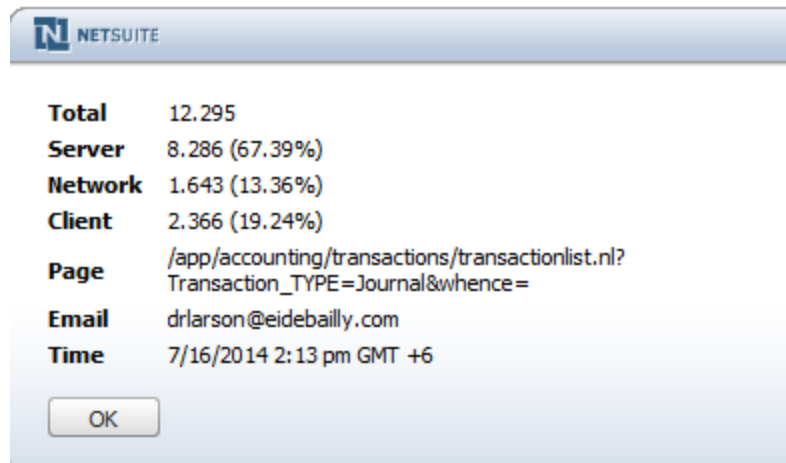 NETSUITE
Total 12.295
Server 8.286 (67.39%)
Network 1.643 (13.36%)
Client 2.366 (19.24%)
Page /app/accounting/transactions/transactionlist.nl?
Transaction_TYPE=Journal&whence=
Email drlarson@eidebailly.com
Time 7/16/2014 2:13 pm GMT +6
OK